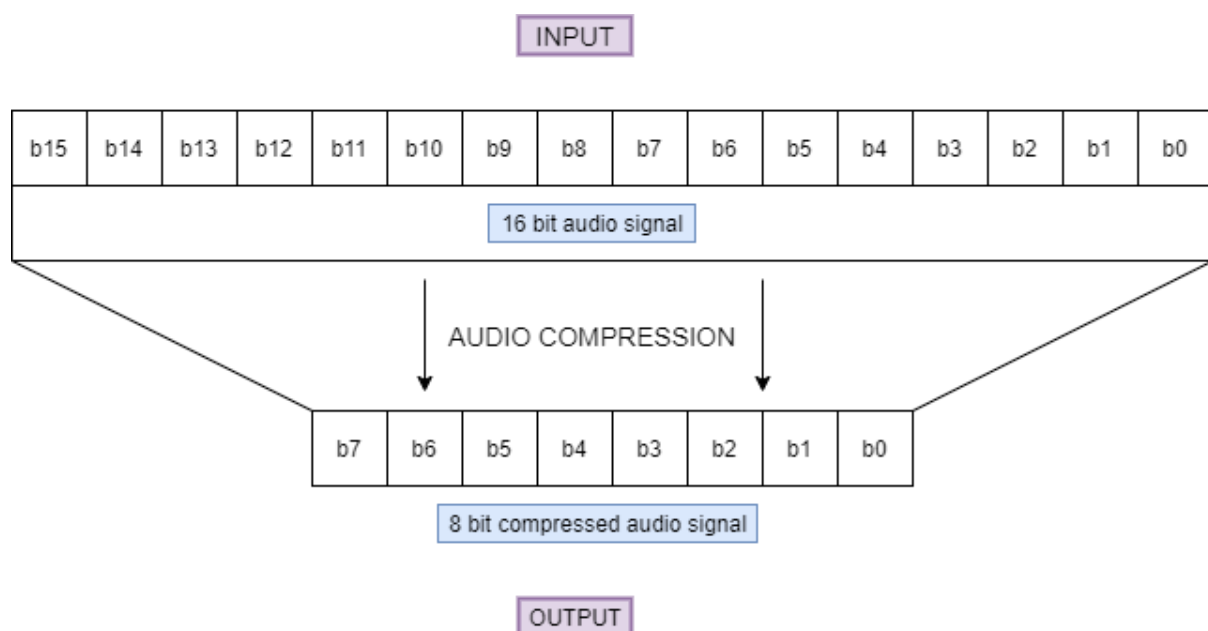 INPUT
b15 b14 b13 b12 b11 b10 b9 b8 b7 b6 b5 b4 b3 b2 b1 b0
16 bit audio signal
AUDIO COMPRESSION
b7 b6 b5 b4 b3 b2 b1 b0
8 bit compressed audio signal
OUTPUT